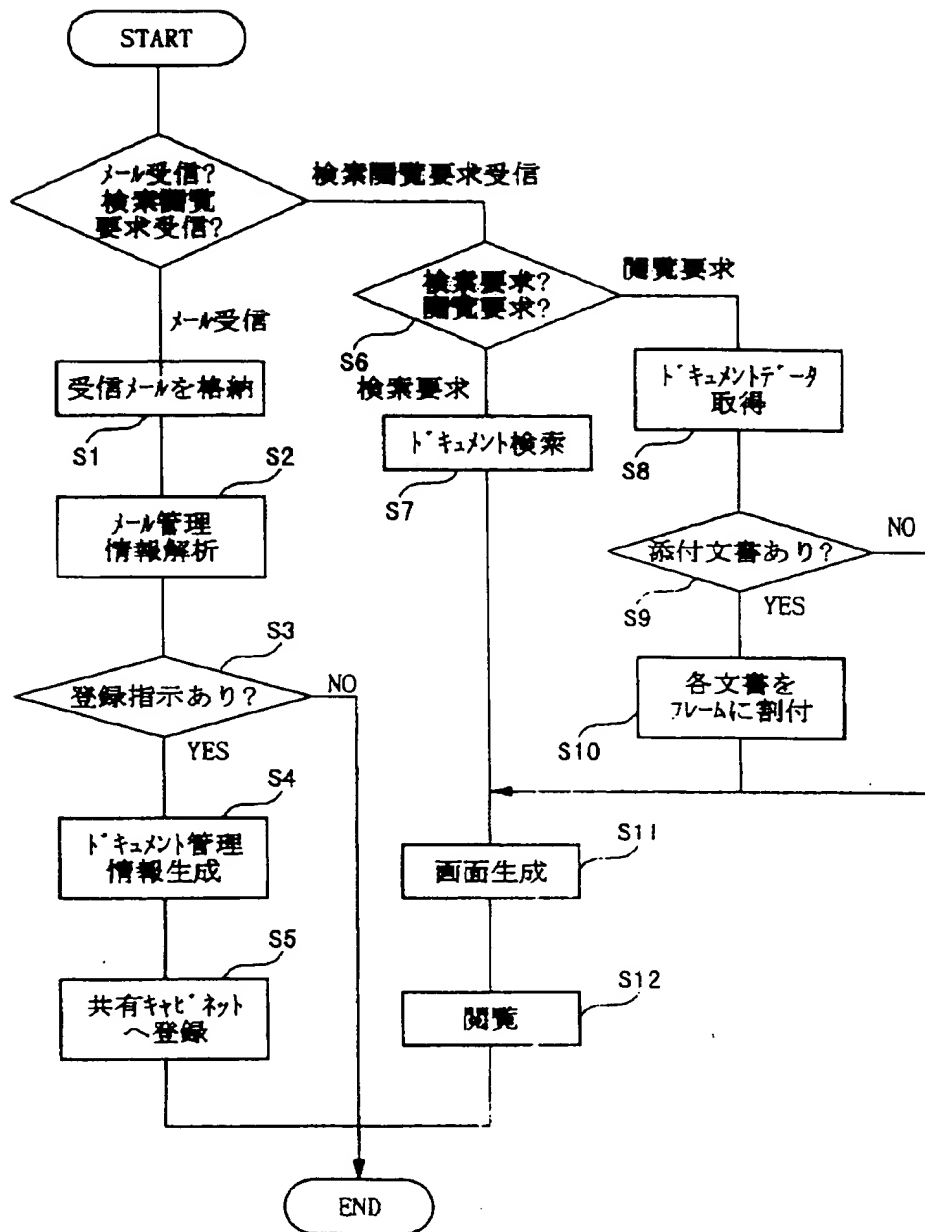 START
メール受信?
検索閲覧
要求受信?
検索閲覧要求受信
メール受信
受信メールを格納
S1
S2
メール管理
情報解析
S3
登録指示あり?
NO
YES
S4
ドキュメント管理
情報生成
S5
共有キャビネット
へ登録
検索要求?
閲覧要求?
S6
閲覧要求
検索要求
ドキュメント検索
S7
ドキュメントデータ
取得
S8
添付文書あり?
NO
S9
YES
各文書を
フレームに割付
S10
S11
画面生成
S12
閲覧
END